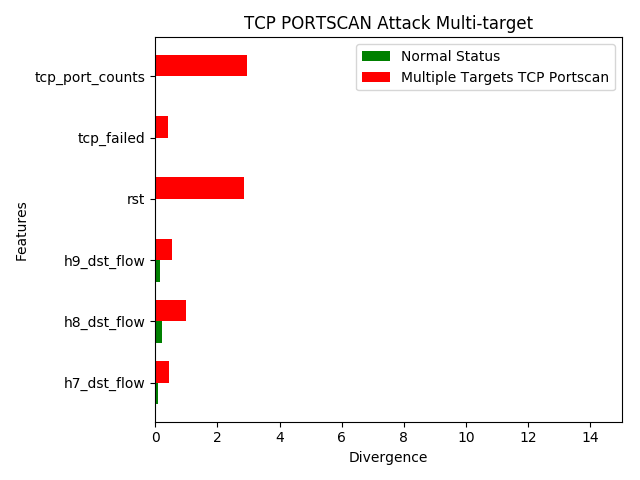 TCP PORTSCAN Attack Multi-target
Normal Status
Multiple Targets TCP Portscan
tcp_port_counts
tcp_failed
rst
h9_dst_flow
h8_dst_flow
h7_dst_flow
Features
0 2 4 6 8 10 12 14
Divergence